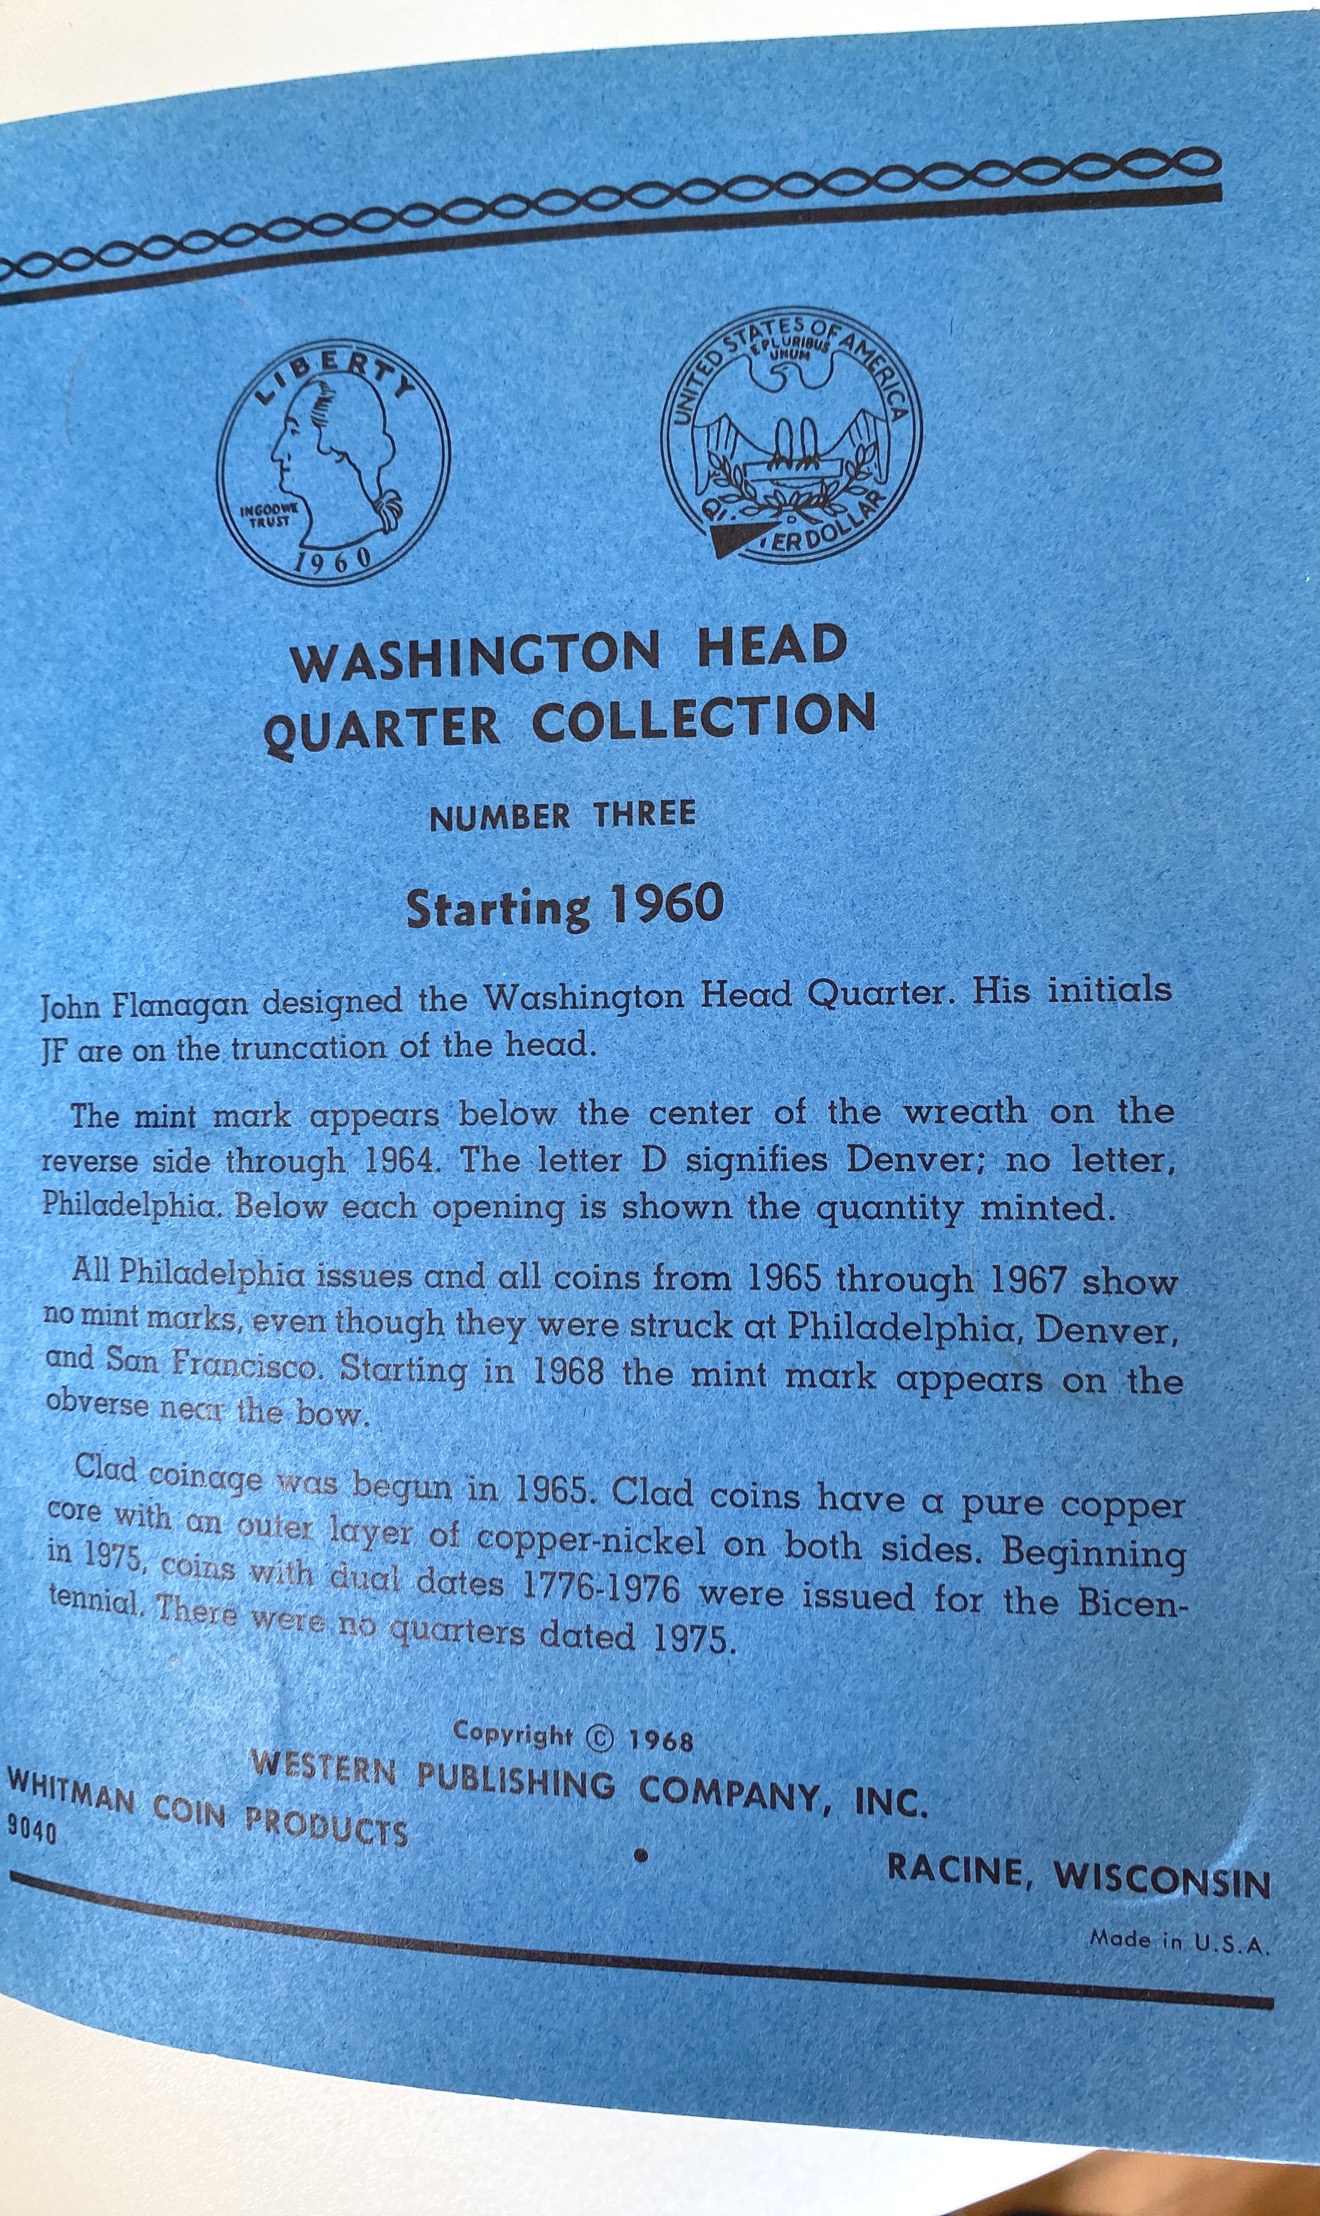 LIBERTY
IN GOD WE
TRUST
1960
UNITED STATES OF AMERICA
E PLURIBUS
UNUM
ER DOLLAR
WASHINGTON HEAD
QUARTER COLLECTION
NUMBER THREE
Starting 1960
John Flanagan designed the Washington Head Quarter. His initials
JF are on the truncation of the head.
The mint mark appears below the center of the wreath on the
reverse side through 1964. The letter D signifies Denver; no letter,
Philadelphia. Below each opening is shown the quantity minted.
All Philadelphia issues and all coins from 1965 through 1967 show
no mint marks, even though they were struck at Philadelphia, Denver,
and San Francisco. Starting in 1968 the mint mark appears on the
obverse near the bow.
Clad coinage was begun in 1965. Clad coins have a pure copper
core with an outer layer of copper-nickel on both sides. Beginning
in 1975, coins with dual dates 1776-1976 were issued for the Bicen-
tennial. There were no quarters dated 1975.
Copyright © 1968
WESTERN PUBLISHING COMPANY, INC.
WHITMAN COIN PRODUCTS • RACINE, WISCONSIN
9040
Made in U.S.A.